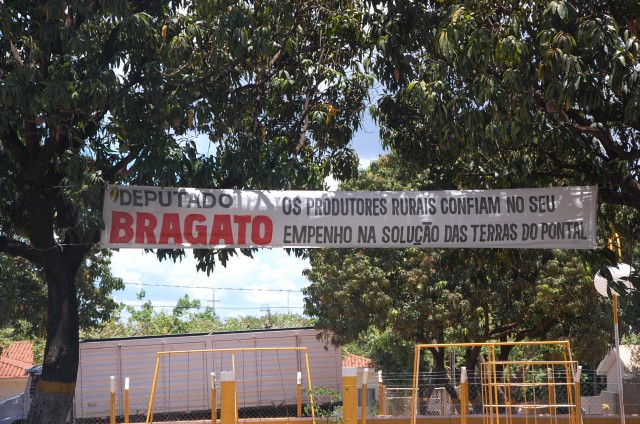 DEPUTADO
BRAGATO
OS PRODUTORES RURAIS CONFIAM NO SEU
EMPENHO NA SOLUÇÃO DAS TERRAS DO PONTAL